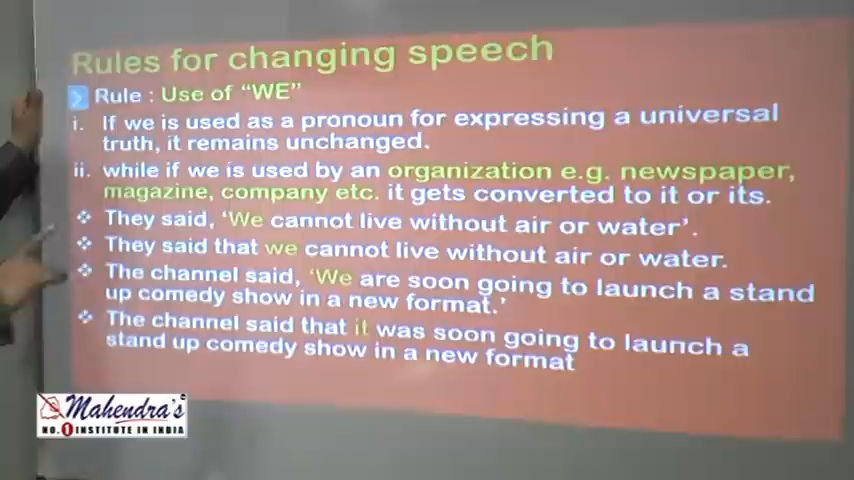 Rules for changing speech
Rule : Use of "WE"
i. If we is used as a pronoun for expressing a universal
truth, it remains unchanged.
ii. while if we is used by an organization e.g. newspaper,
magazine, company etc. it gets converted to it or its.
They said, 'We cannot live without air or water'.
They said that we cannot live without air or water.
The channel said, 'We are soon going to launch a stand
up comedy show in a new format.'
The channel said that it was soon going to launch a
stand up comedy show in a new format
Mahendra's
NO. 1 INSTITUTE IN INDIA